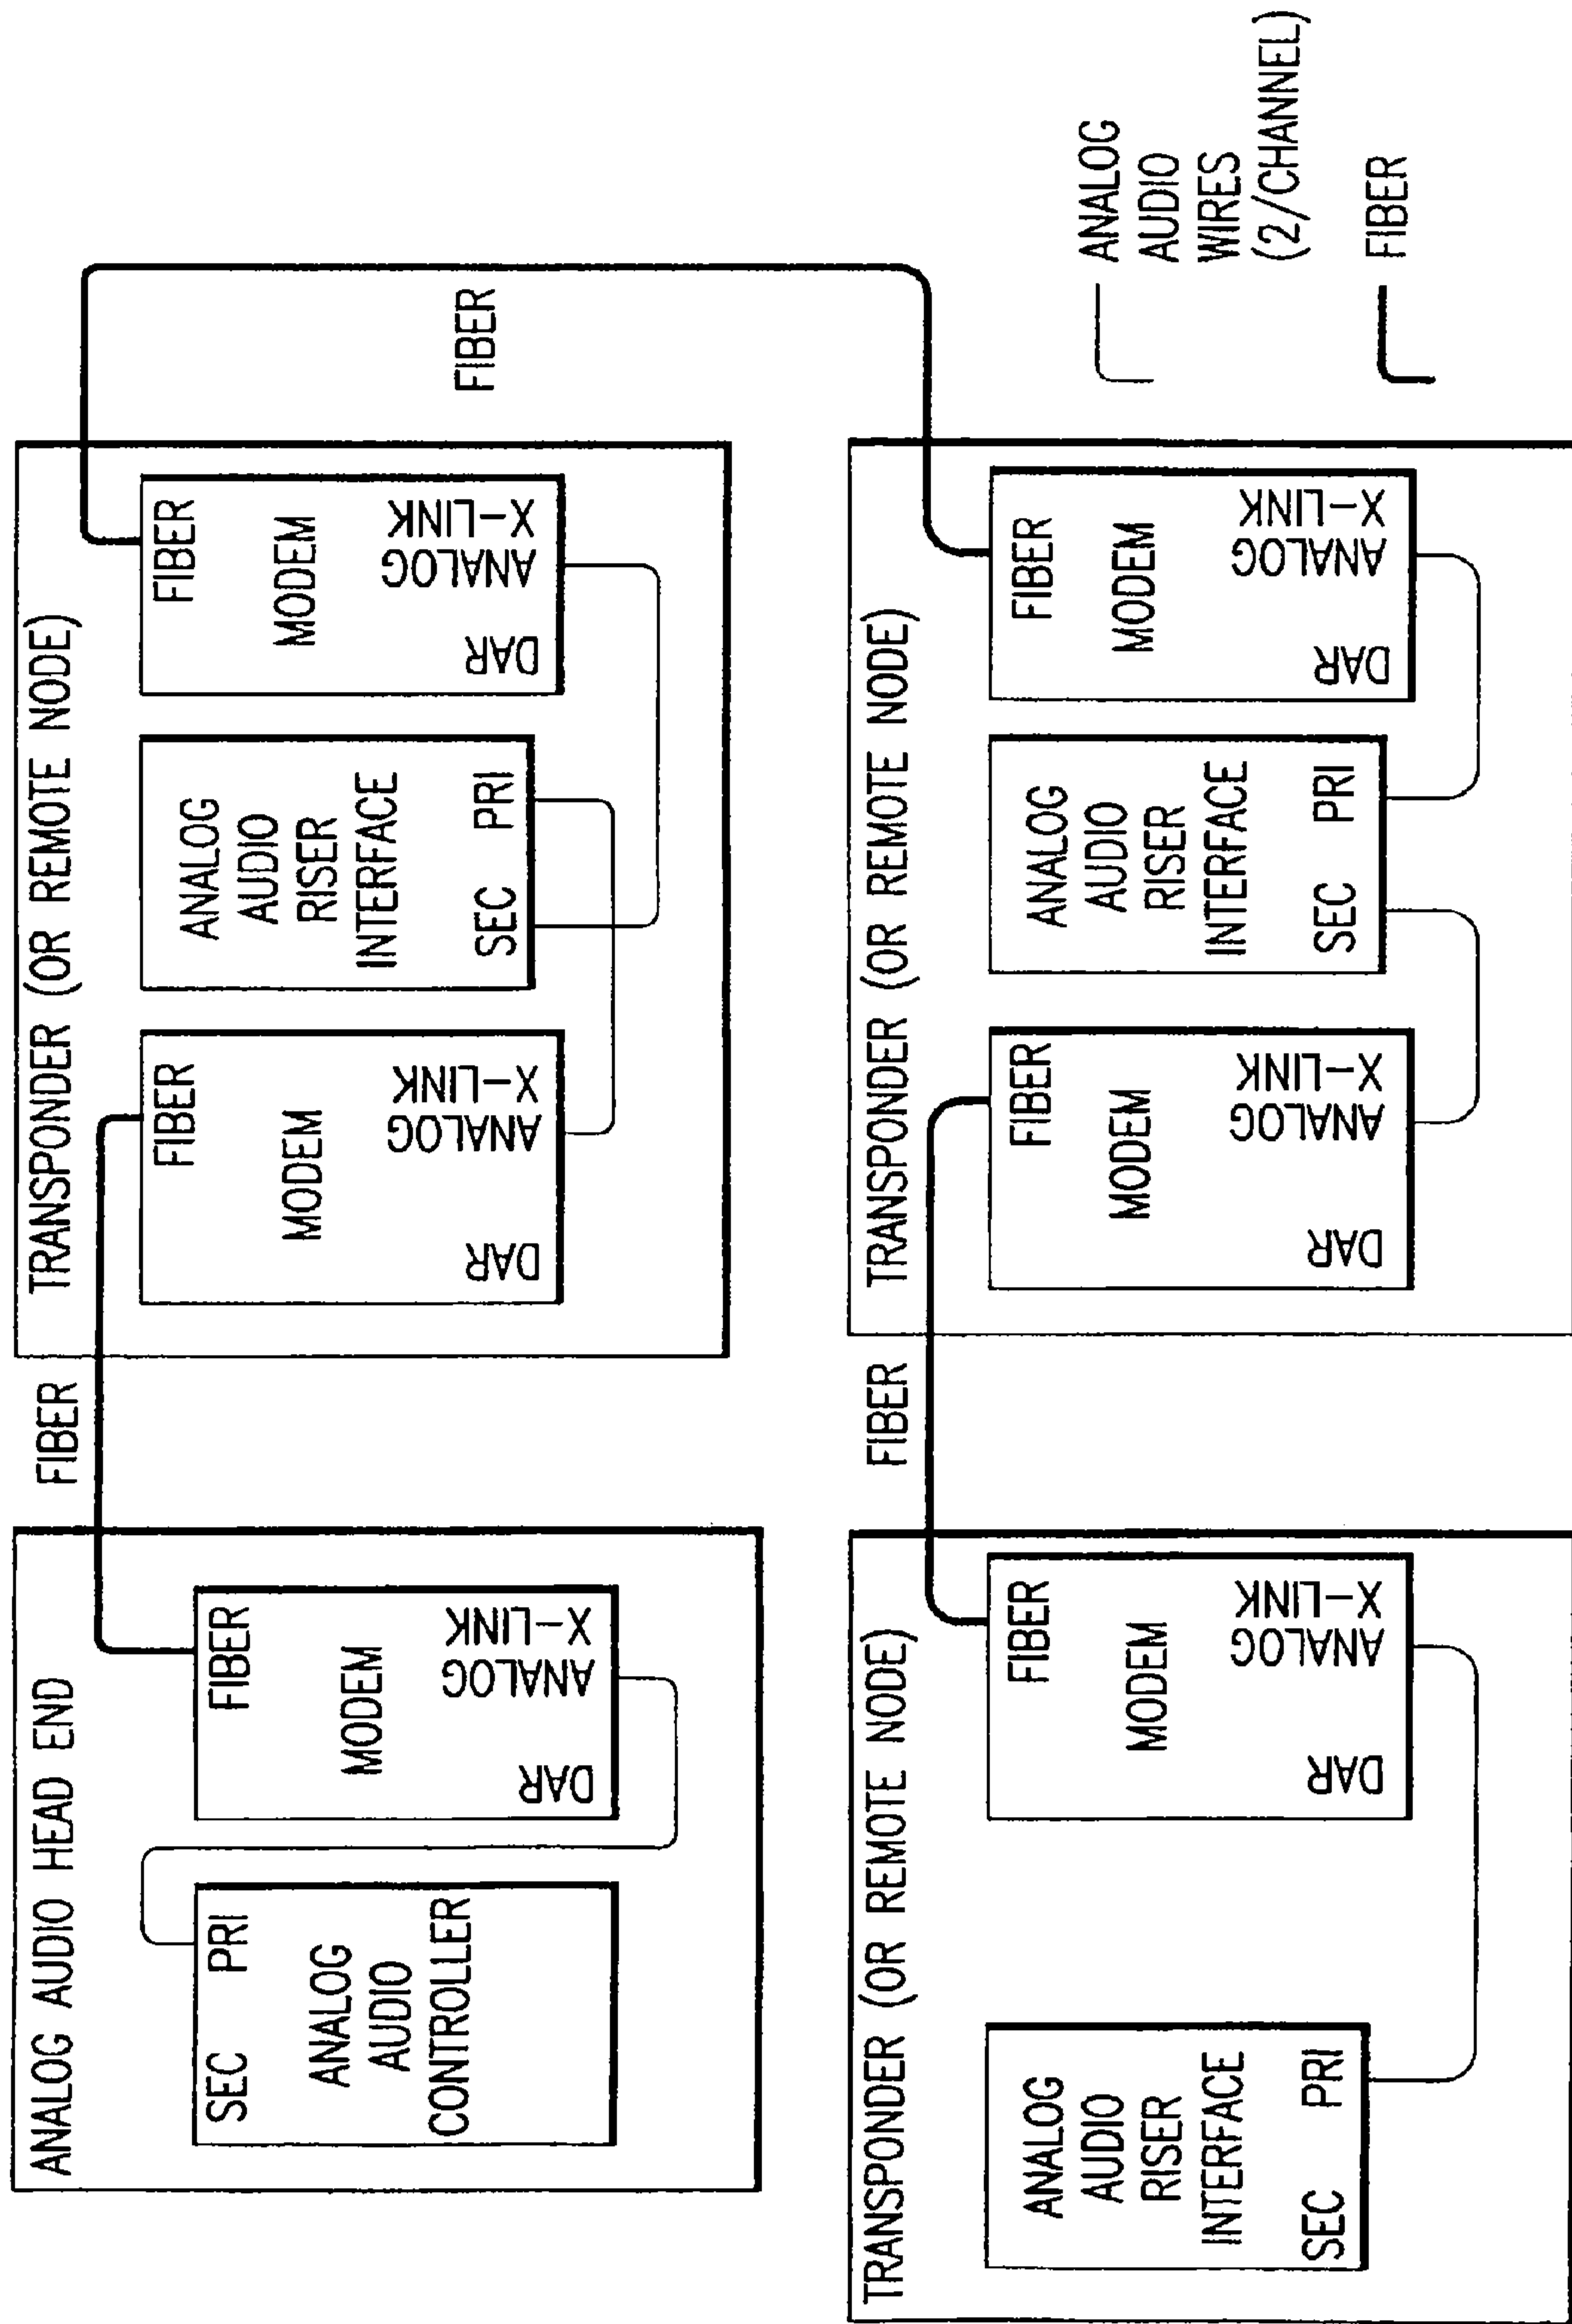 ANALOG AUDIO HEAD END
SEC PRI
ANALOG
AUDIO
CONTROLLER
FIBER
MODEM
DAR
ANALOG
X-LINK
FIBER
TRANSPONDER (OR REMOTE NODE)
FIBER
MODEM
DAR
ANALOG
X-LINK
ANALOG
AUDIO
RISER
INTERFACE
SEC PRI
FIBER
MODEM
DAR
ANALOG
X-LINK
FIBER
TRANSPONDER (OR REMOTE NODE)
ANALOG
AUDIO
RISER
INTERFACE
SEC PRI
FIBER
MODEM
DAR
ANALOG
X-LINK
FIBER
TRANSPONDER (OR REMOTE NODE)
FIBER
MODEM
DAR
ANALOG
X-LINK
ANALOG
AUDIO
RISER
INTERFACE
SEC PRI
FIBER
MODEM
DAR
ANALOG
X-LINK
ANALOG
AUDIO
WIRES
(2/CHANNEL)
FIBER